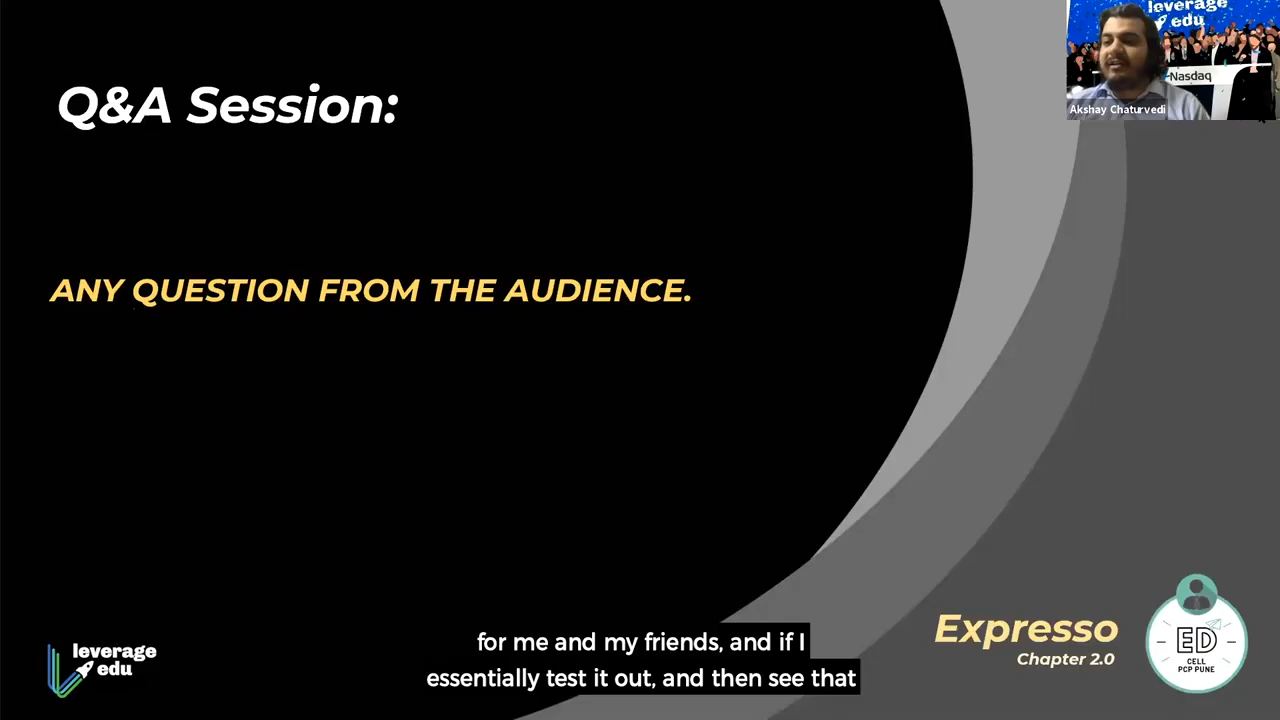 Q&A Session:
leverage
edu
Nasdaq
Akshay Chaturvedi
ANY QUESTION FROM THE AUDIENCE.
for me and my friends, and if I
essentially test it out, and then see that
leverage
edu
Expresso
Chapter 2.0
ED
CELL
PCP PUNE